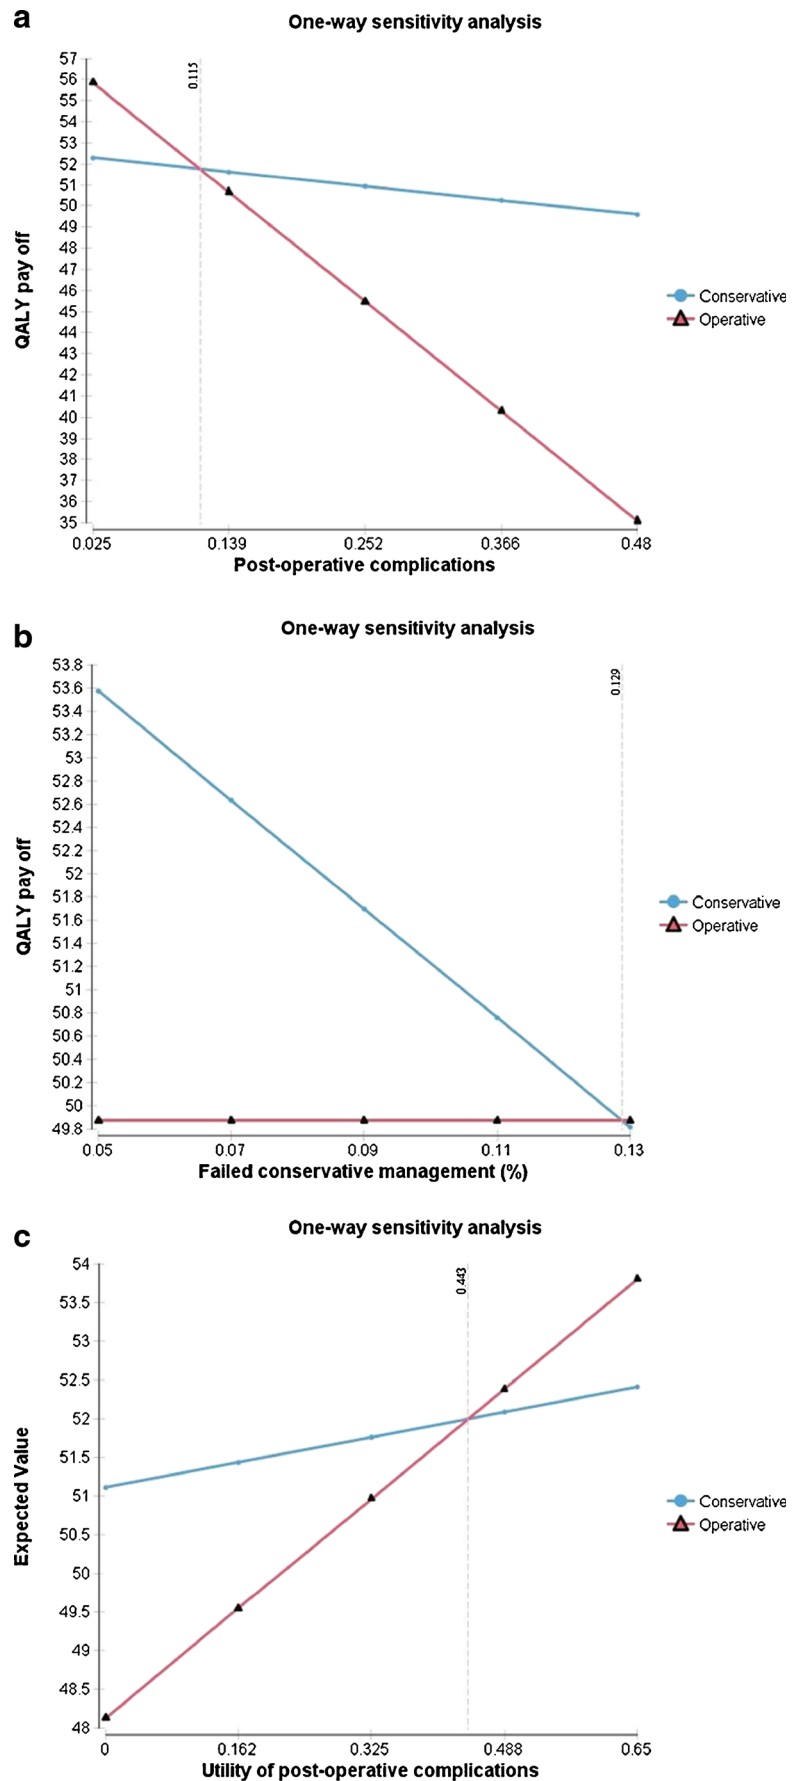 a
One-way sensitivity analysis
0.115
57
56
55
54
53
52
51
50
49
48
47
46
45
44
43
42
41
40
39
38
37
36
35
QALY pay off
0.025 0.139 0.252 0.366 0.48
Post-operative complications
Conservative
Operative
b
One-way sensitivity analysis
0.129
53.8
53.6
53.4
53.2
53
52.8
52.6
52.4
52.2
52
51.8
51.6
51.4
51.2
51
50.8
50.6
50.4
50.2
50
49.8
QALY pay off
0.05 0.07 0.09 0.11 0.13
Failed conservative management (%)
Conservative
Operative
c
One-way sensitivity analysis
0.443
54
53.5
53
52.5
52
51.5
51
50.5
50
49.5
49
48.5
48
Expected Value
0 0.162 0.325 0.488 0.65
Utility of post-operative complications
Conservative
Operative